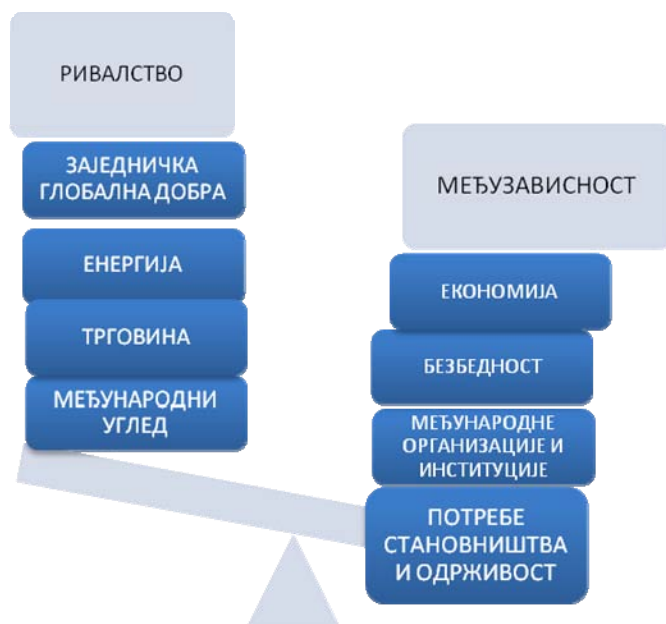 РИВАЛСТВО
ЗАЈЕДНИЧКА
ГЛОБАЛНА ДОБРА
ЕНЕРГИЈА
ТРГОВИНА
МЕЂУНАРОДНИ
УГЛЕД
МЕЂУЗАВИСНОСТ
ЕКОНОМИЈА
БЕЗБЕДНОСТ
МЕЂУНАРОДНЕ
ОРГАНИЗАЦИЈЕ И
ИНСТИТУЦИЈЕ
ПОТРЕБЕ
СТАНОВНИШТВА
И ОДРЖИВОСТ